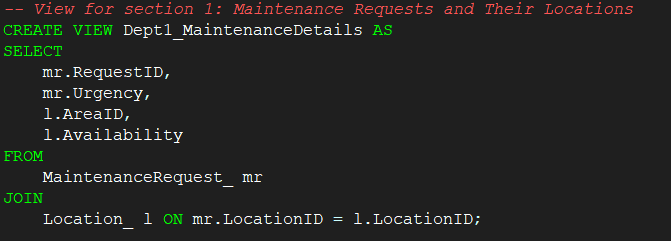 -- View for section 1: Maintenance Requests and Their Locations
CREATE VIEW Dept1_MaintenanceDetails AS
SELECT
    mr.RequestID,
    mr.Urgency,
    l.AreaID,
    l.Availability
FROM
    MaintenanceRequest_ mr
JOIN
    Location_ l ON mr.LocationID = l.LocationID;